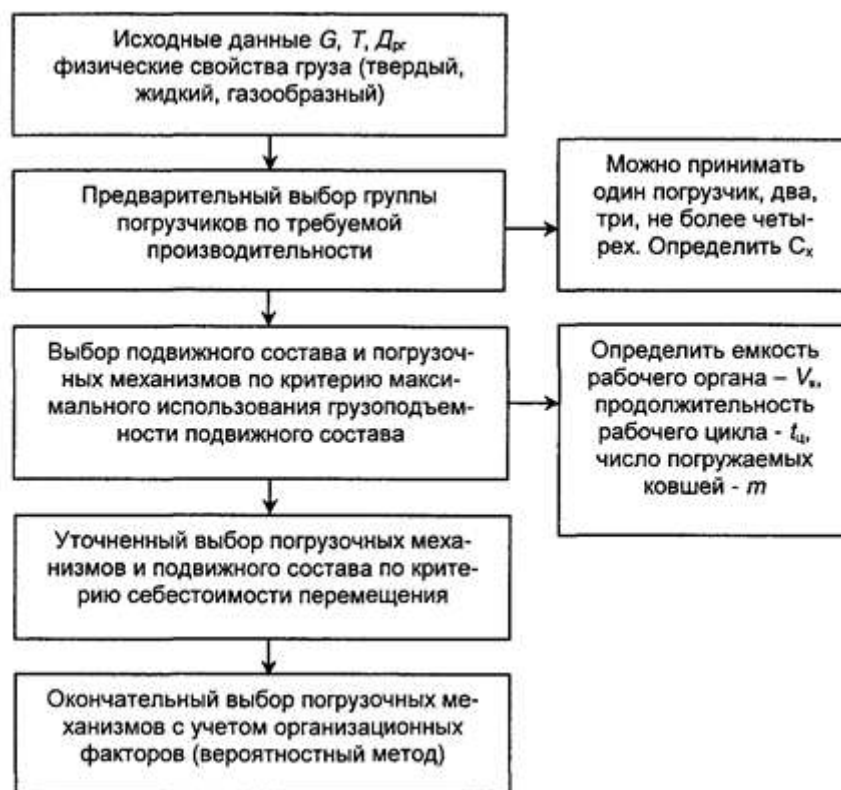 Исходные данные G, T, Дрг
физические свойства груза (твердый,
жидкий, газообразный)
Предварительный выбор группы
погрузчиков по требуемой
производительности
Можно принимать
один погрузчик, два,
три, не более четы-
рех. Определить Сх
Выбор подвижного состава и погрузоч-
ных механизмов по критерию макси-
мального использования грузоподъем-
ности подвижного состава
Определить емкость
рабочего органа – Vк,
продолжительность
рабочего цикла - tц,
число погружаемых
ковшей - m
Уточненный выбор погрузочных меха-
низмов и подвижного состава по крите-
рию себестоимости перемещения
Окончательный выбор погрузочных ме-
ханизмов с учетом организационных
факторов (вероятностный метод)